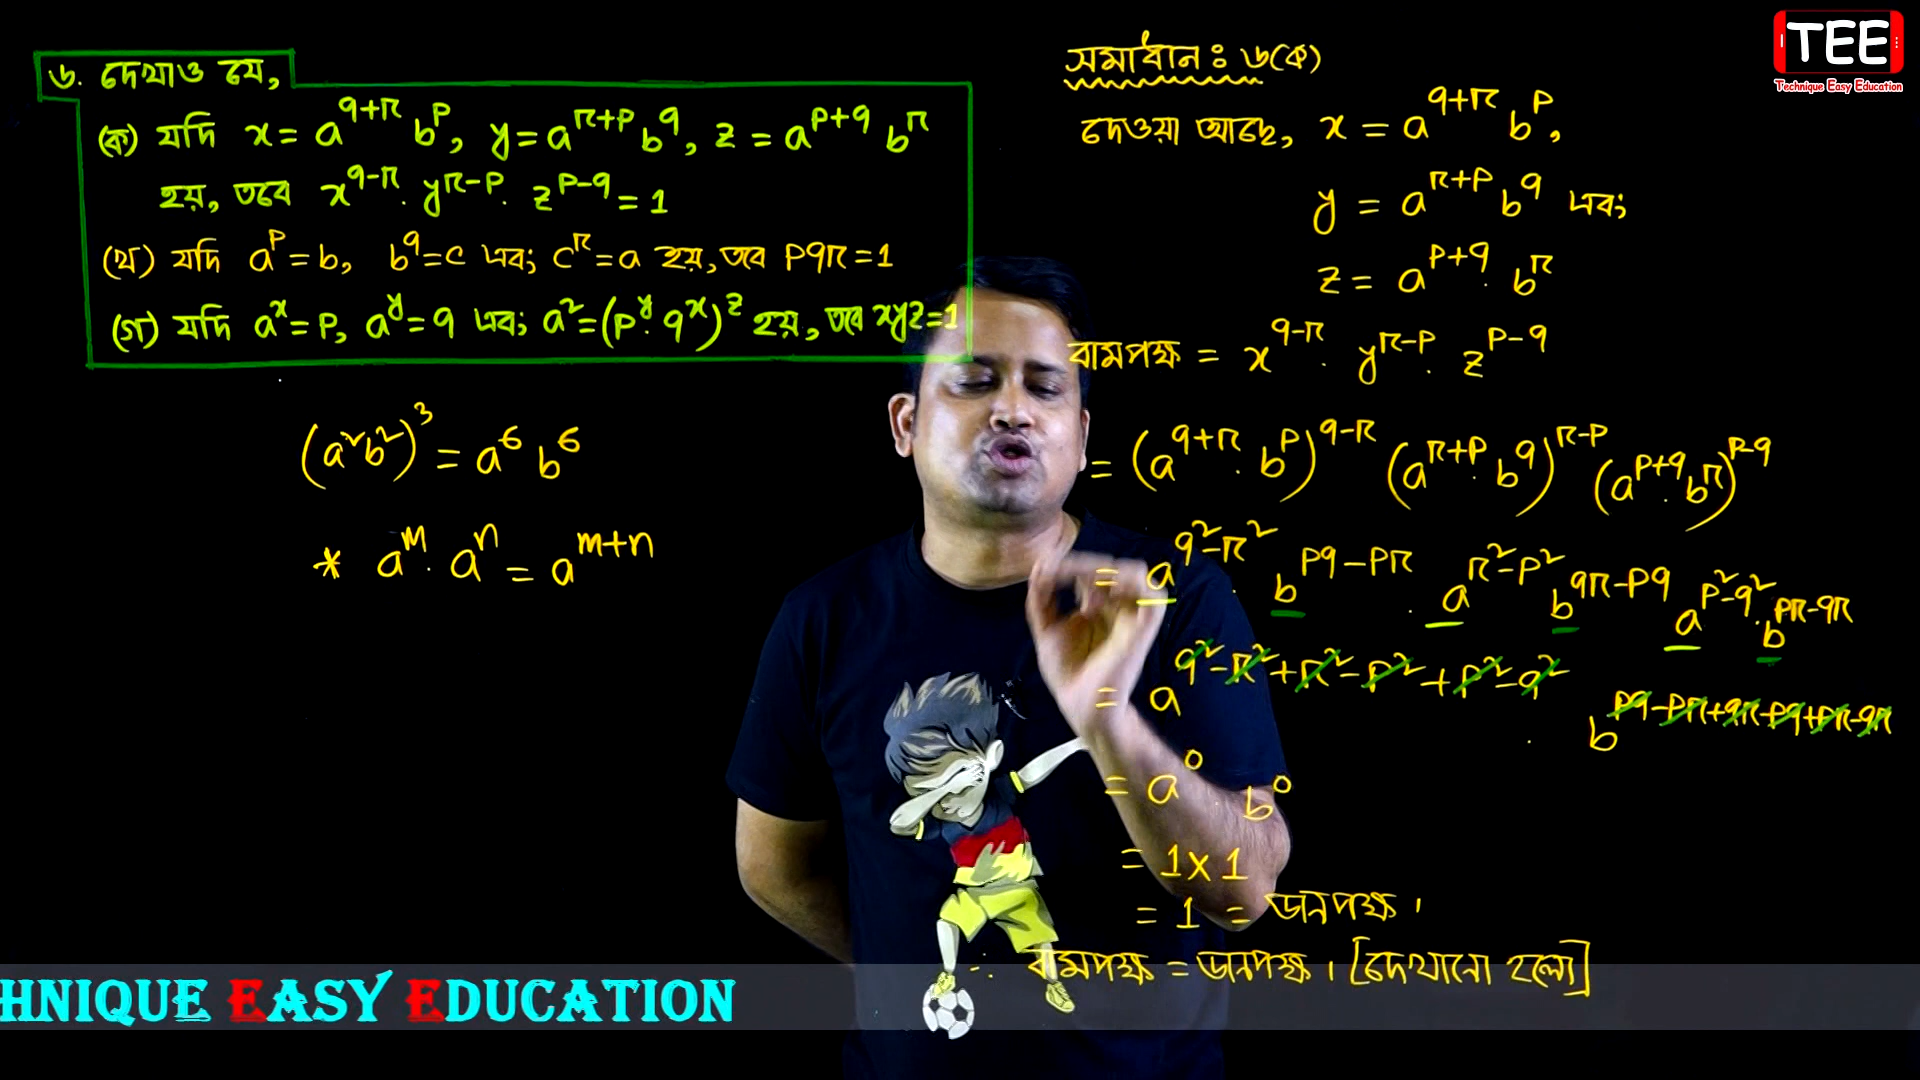 ৬. দেখাও যে,
(ক) যদি x = a^{q+r} b^p, y = a^{r+p} b^q, z = a^{p+q} b^r
হয়, তবে x^{q-r} . y^{r-p} . z^{p-q} = 1
(খ) যদি a^p = b, b^q = c এবং c^r = a হয়, তবে pqr = 1
(গ) যদি a^x = p, a^y = q এবং a^2 = (p^y . q^x)^z হয়, তবে xyz = 1
(a^2 b^2)^3 = a^6 b^6
* a^m . a^n = a^{m+n}
সমাধান : ৬(ক)
দেওয়া আছে, x = a^{q+r} b^p,
y = a^{r+p} b^q এবং
z = a^{p+q} . b^r
বামপক্ষ = x^{q-r} . y^{r-p} . z^{p-q}
= (a^{q+r} . b^p)^{q-r} (a^{r+p} . b^q)^{r-p} (a^{p+q} . b^r)^{p-q}
= a^{q^2-r^2} . b^{pq-pr} . a^{r^2-p^2} b^{qr-pq} a^{p^2-q^2} . b^{pr-qr}
= a^{q^2-r^2+r^2-p^2+p^2-q^2} . b^{pq-pr+qr-pq+pr-qr}
= a^0 . b^0
= 1 × 1
= 1 = ডানপক্ষ ।
∴ বামপক্ষ = ডানপক্ষ । [দেখানো হলো]
TEE
Technique Easy Education
HNIQUE EASY EDUCATION